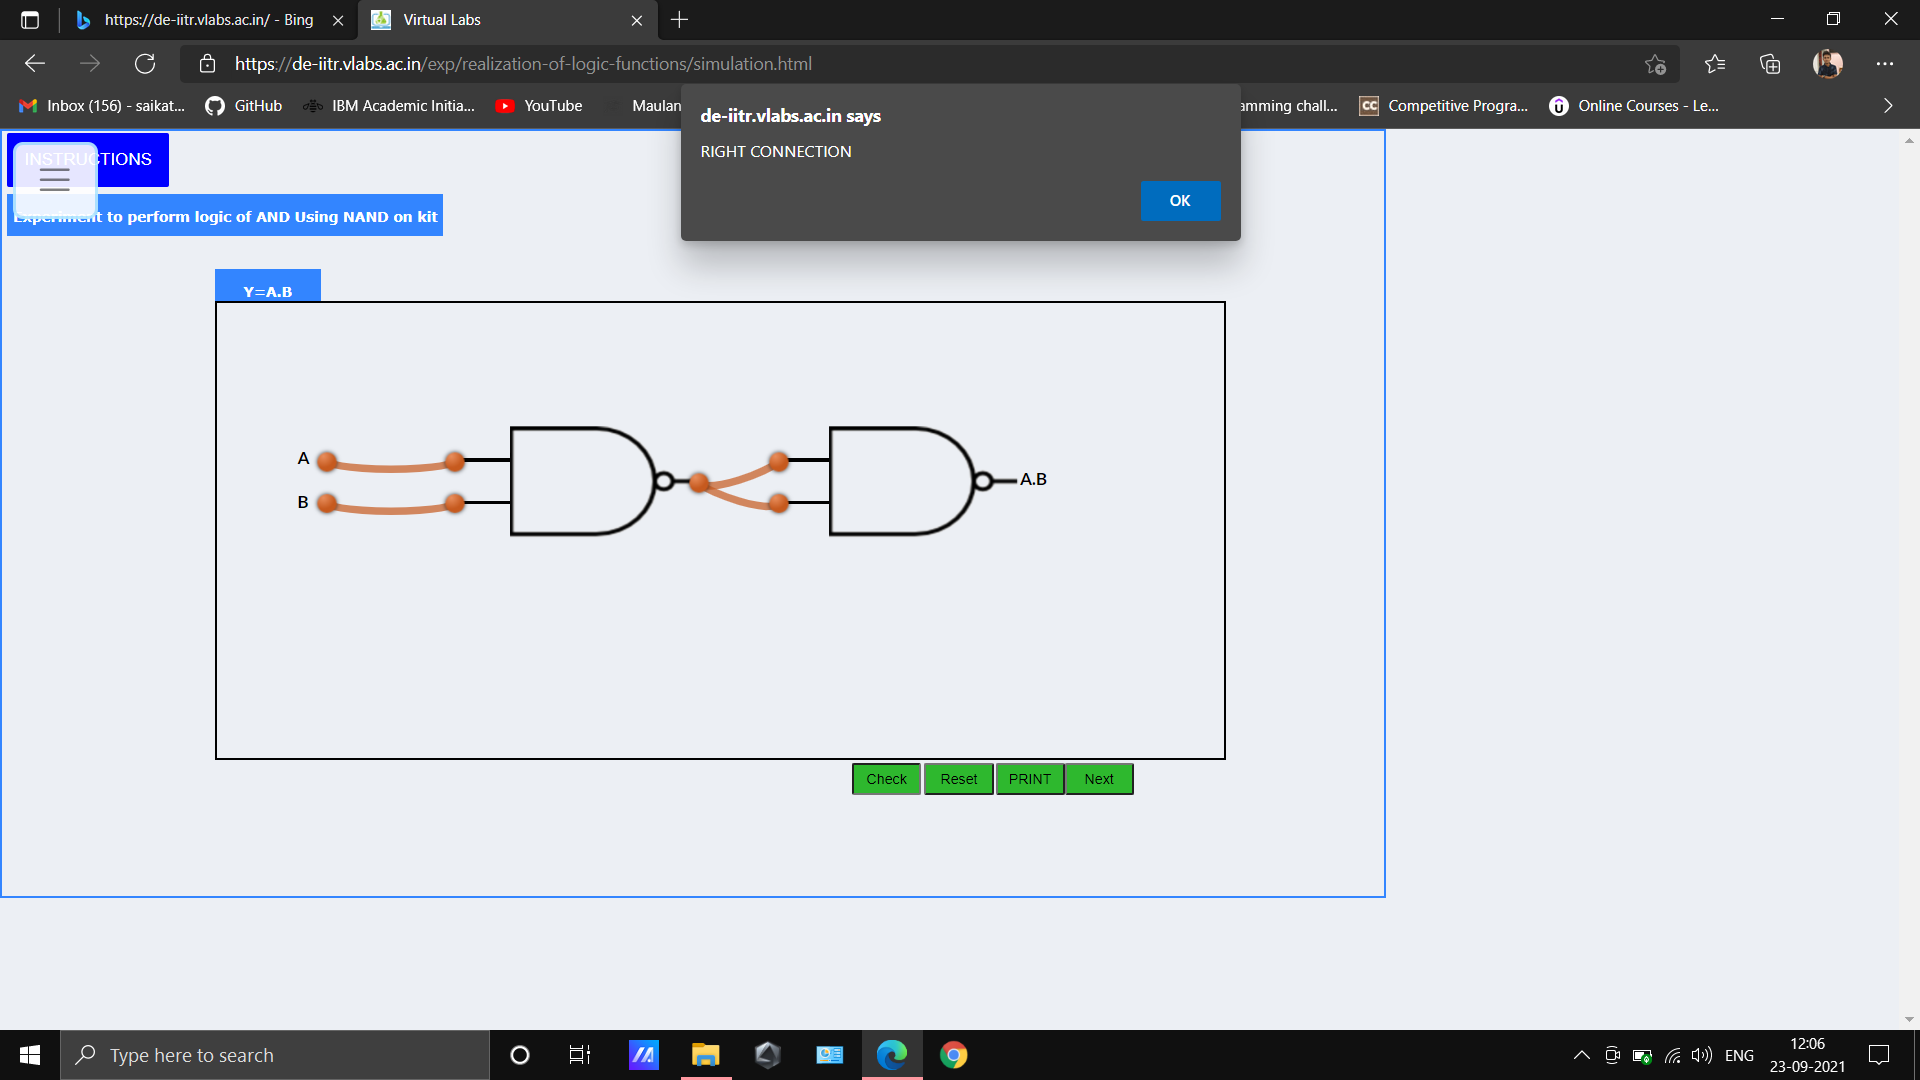 https://de-iitr.vlabs.ac.in/ - Bing
Virtual Labs
https://de-iitr.vlabs.ac.in/exp/realization-of-logic-functions/simulation.html
Inbox (156) - saikat...
GitHub
IBM Academic Initia...
YouTube
Maulan
amming chall...
CC
Competitive Progra...
Online Courses - Le...
de-iitr.vlabs.ac.in says
RIGHT CONNECTION
OK
INSTRUCTIONS
Experiment to perform logic of AND Using NAND on kit
Y=A.B
A
B
A.B
Check
Reset
PRINT
Next
Type here to search
ENG
12:06
23-09-2021